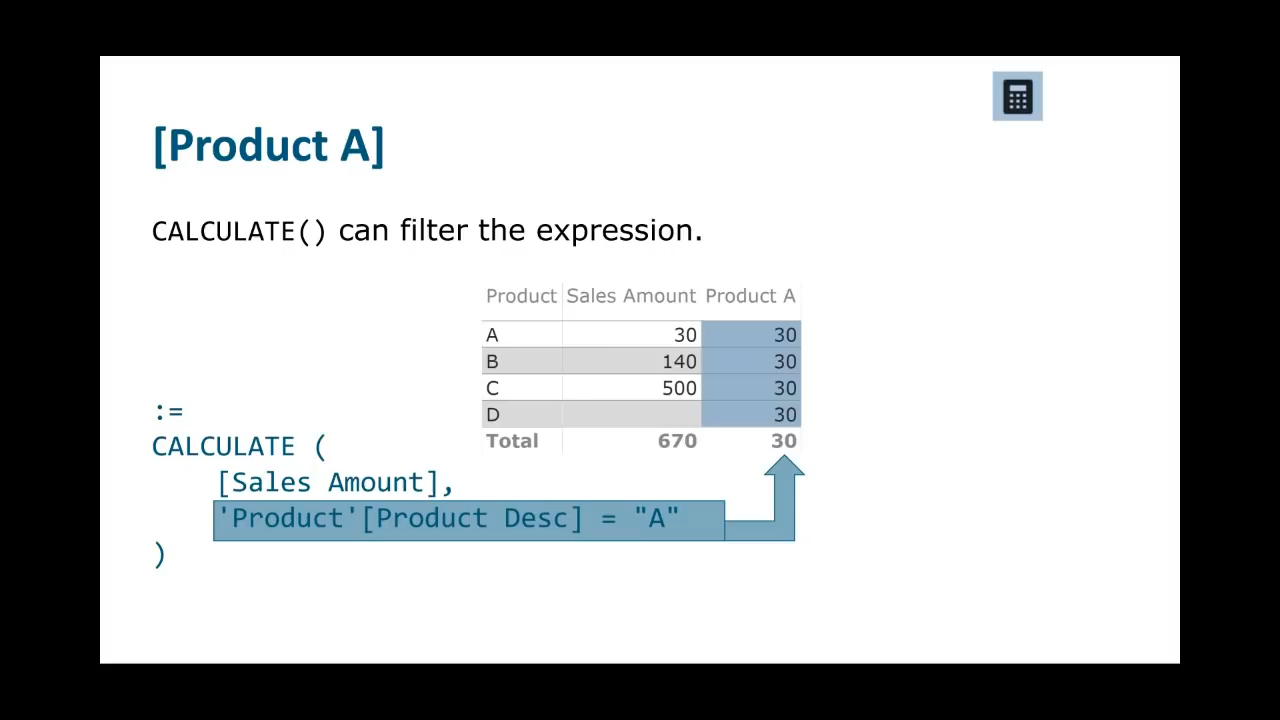 [Product A]
CALCULATE() can filter the expression.
Product Sales Amount Product A
A 30 30
B 140 30
C 500 30
D 30
Total 670 30
:=
CALCULATE (
[Sales Amount],
'Product'[Product Desc] = "A"
)